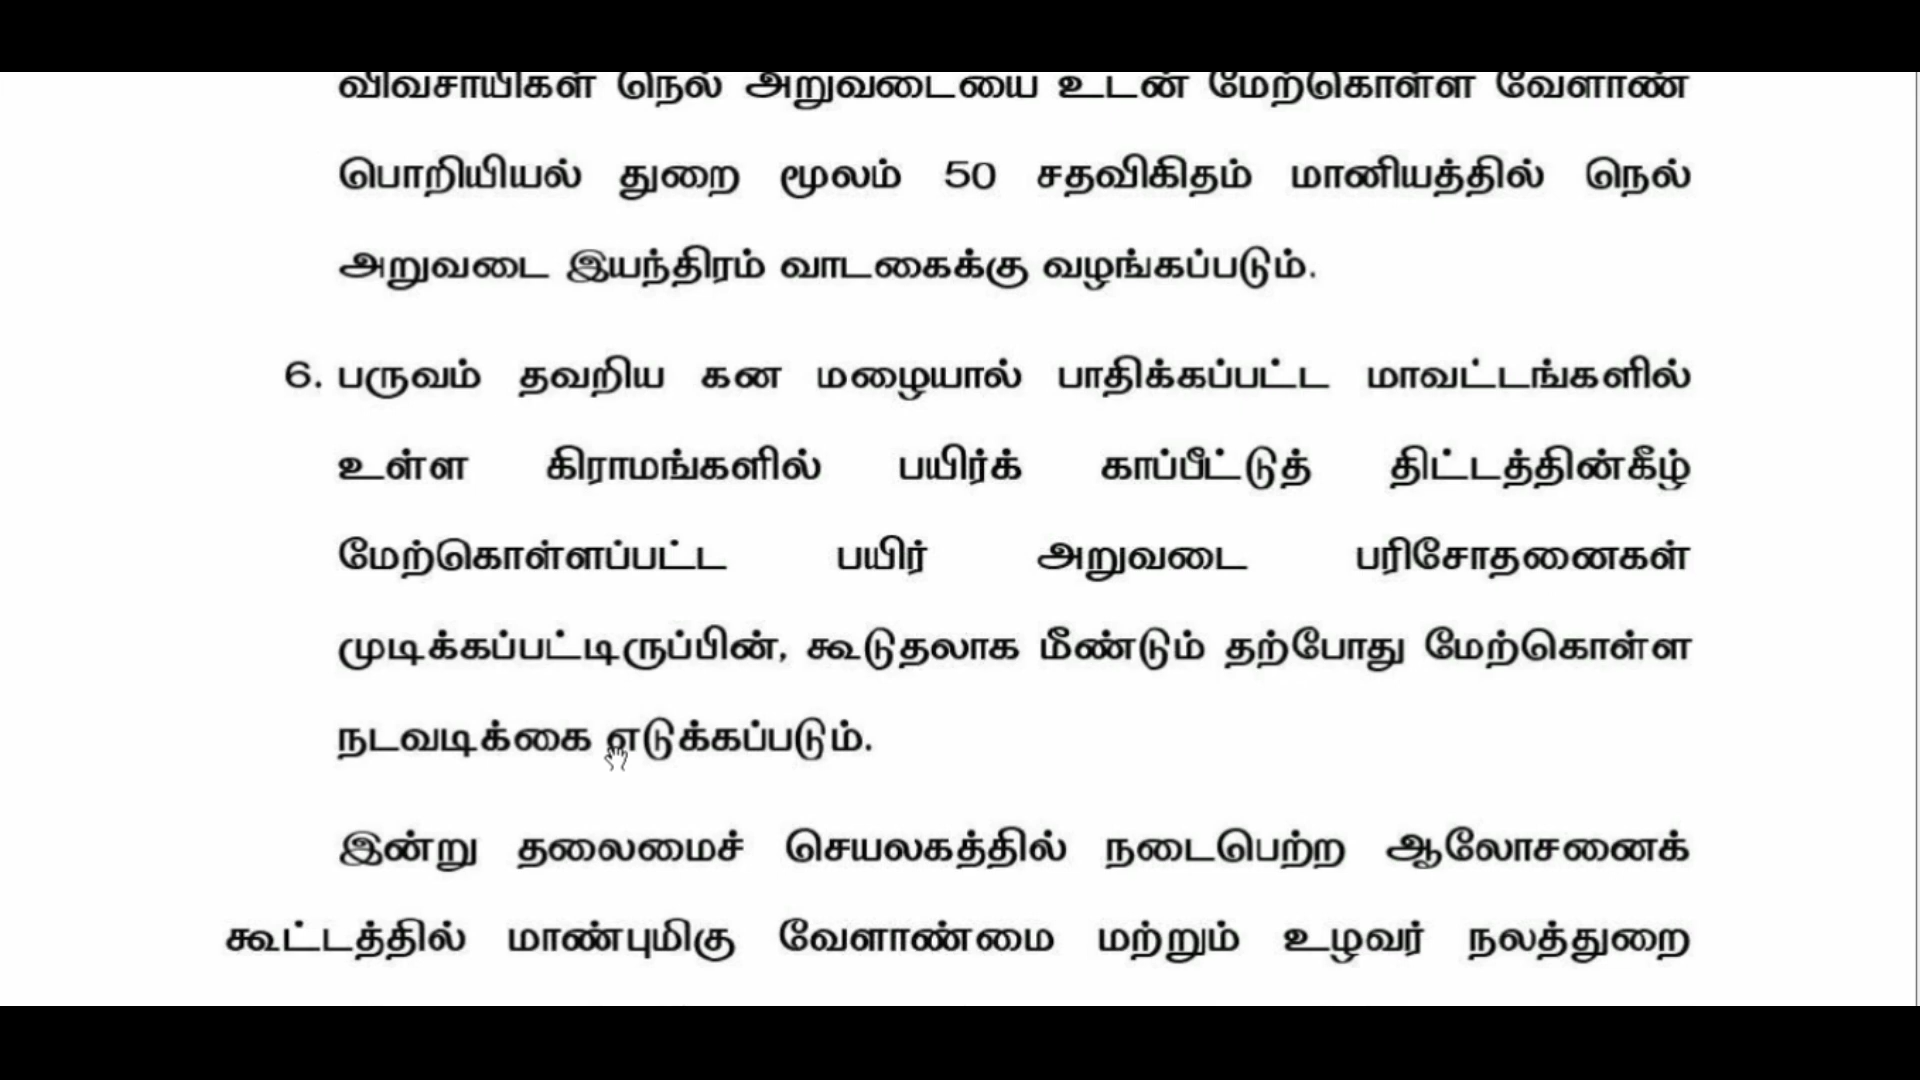 விவசாயிகள் நெல் அறுவடையை உடன் மேற்கொள்ள வேளாண்
பொறியியல் துறை மூலம் 50 சதவிகிதம் மானியத்தில் நெல்
அறுவடை இயந்திரம் வாடகைக்கு வழங்கப்படும்.
6. பருவம் தவறிய கன மழையால் பாதிக்கப்பட்ட மாவட்டங்களில்
உள்ள கிராமங்களில் பயிர்க் காப்பீட்டுத் திட்டத்தின்கீழ்
மேற்கொள்ளப்பட்ட பயிர் அறுவடை பரிசோதனைகள்
முடிக்கப்பட்டிருப்பின், கூடுதலாக மீண்டும் தற்போது மேற்கொள்ள
நடவடிக்கை எடுக்கப்படும்.
இன்று தலைமைச் செயலகத்தில் நடைபெற்ற ஆலோசனைக்
கூட்டத்தில் மாண்புமிகு வேளாண்மை மற்றும் உழவர் நலத்துறை